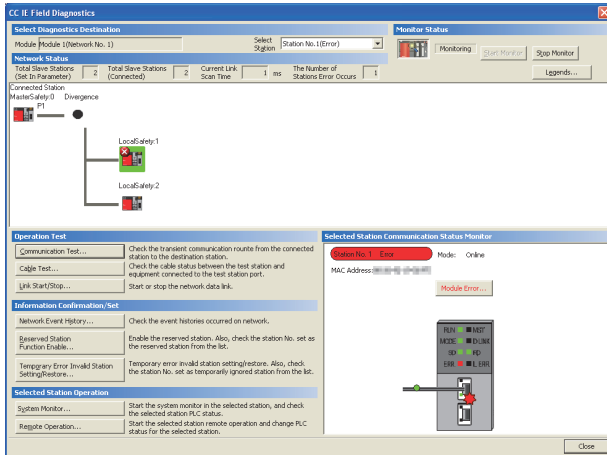 CC IE Field Diagnostics
Select Diagnostics Destination
Module Module 1(Network No. 1)
Select
Station
Station No.1(Error)
Monitor Status
Monitoring
Start Monitor
Stop Monitor
Legends...
Network Status
Total Slave Stations
(Set In Parameter)
2
Total Slave Stations
(Connected)
2
Current Link
Scan Time
1 ms
The Number of
Stations Error Occurs
1
Connected Station
MasterSafety:0 Divergence
P1
LocalSafety:1
LocalSafety:2
Operation Test
Communication Test...
Check the transient communication rounte from the connected
station to the destination station.
Cable Test...
Check the cable status between the test station and
equipment connected to the test station port.
Link Start/Stop...
Start or stop the network data link.
Information Confirmation/Set
Network Event History...
Check the event histories occurred on network.
Reserved Station
Function Enable...
Enable the reserved station. Also, check the station No. set as
the reserved station from the list.
Temporary Error Invalid Station
Setting/Restore...
Temporary error invalid station setting/restore. Also, check
the station No. set as temporarily ignored station from the list.
Selected Station Operation
System Monitor...
Start the system monitor in the selected station, and check
the selected station PLC status.
Remote Operation...
Start the selected station remote operation and change PLC
status for the selected station.
Selected Station Communication Status Monitor
Station No. 1 Error
Mode: Online
MAC Address:
Module Error...
RUN MST
MODE D LINK
SD RD
ERR L ERR
Close